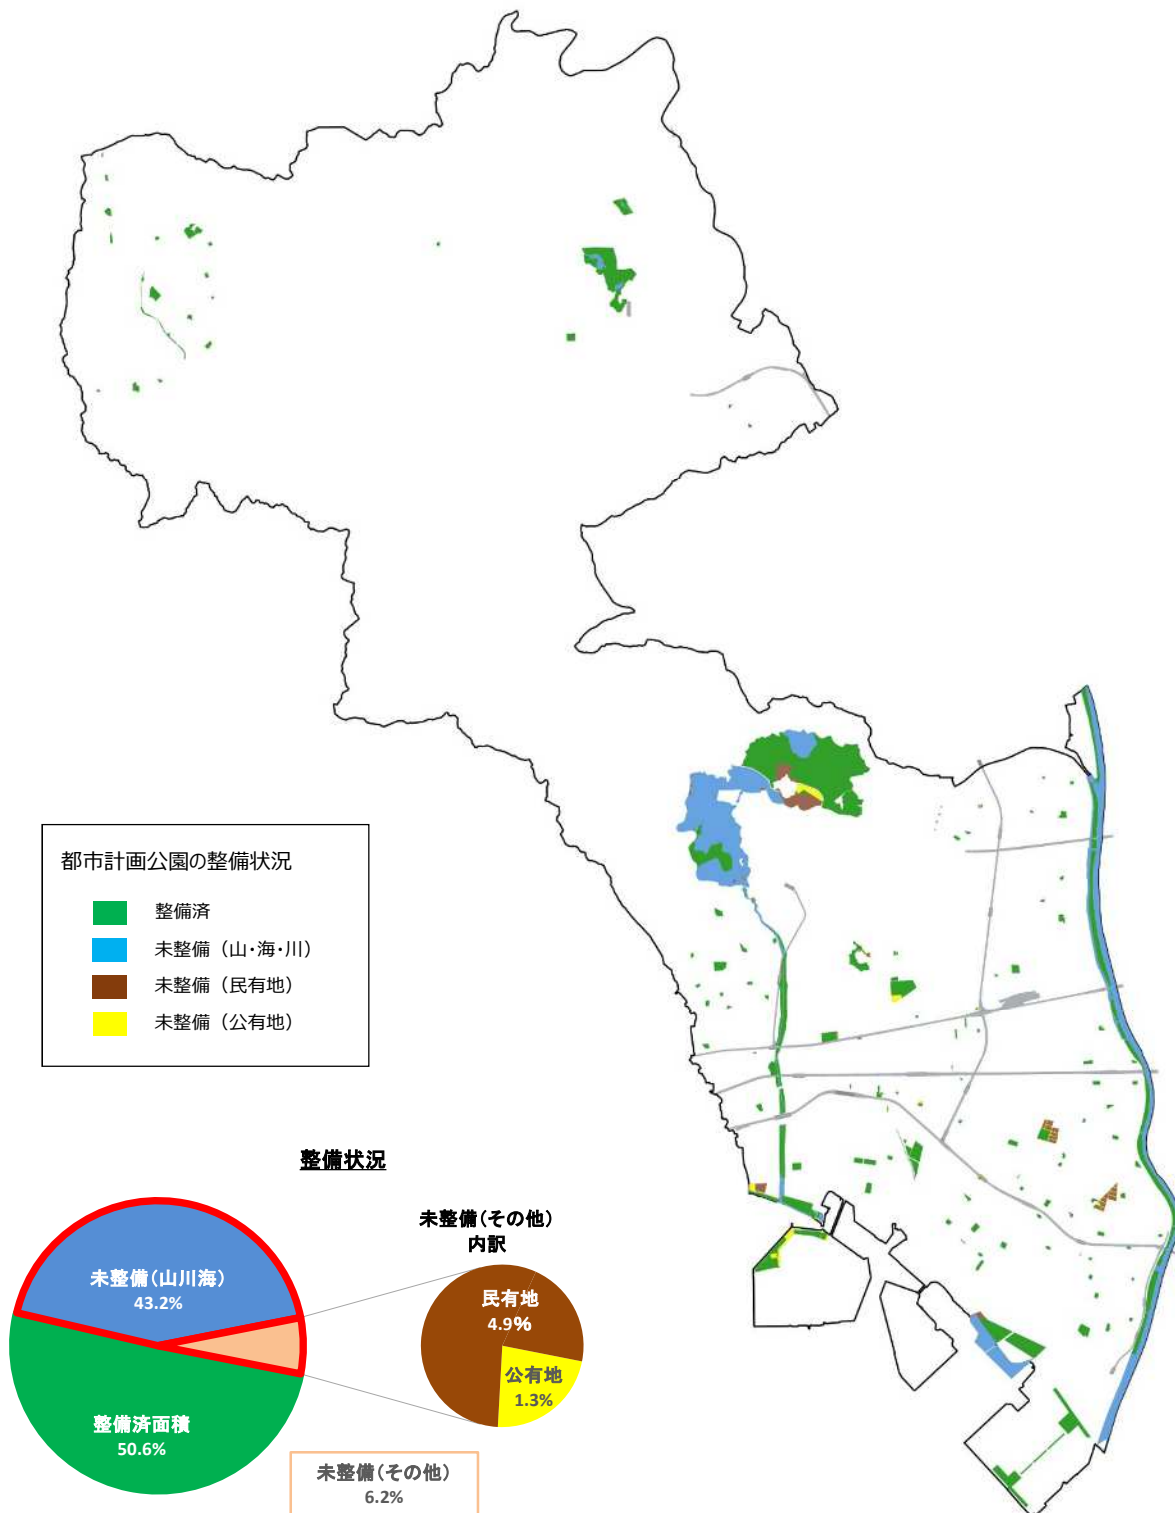 都市計画公園の整備状況
整備済
未整備（山・海・川）
未整備（民有地）
未整備（公有地）
整備状況
未整備（山川海）
43.2%
整備済面積
50.6%
未整備（その他）
6.2%
未整備（その他）
内訳
民有地
4.9%
公有地
1.3%